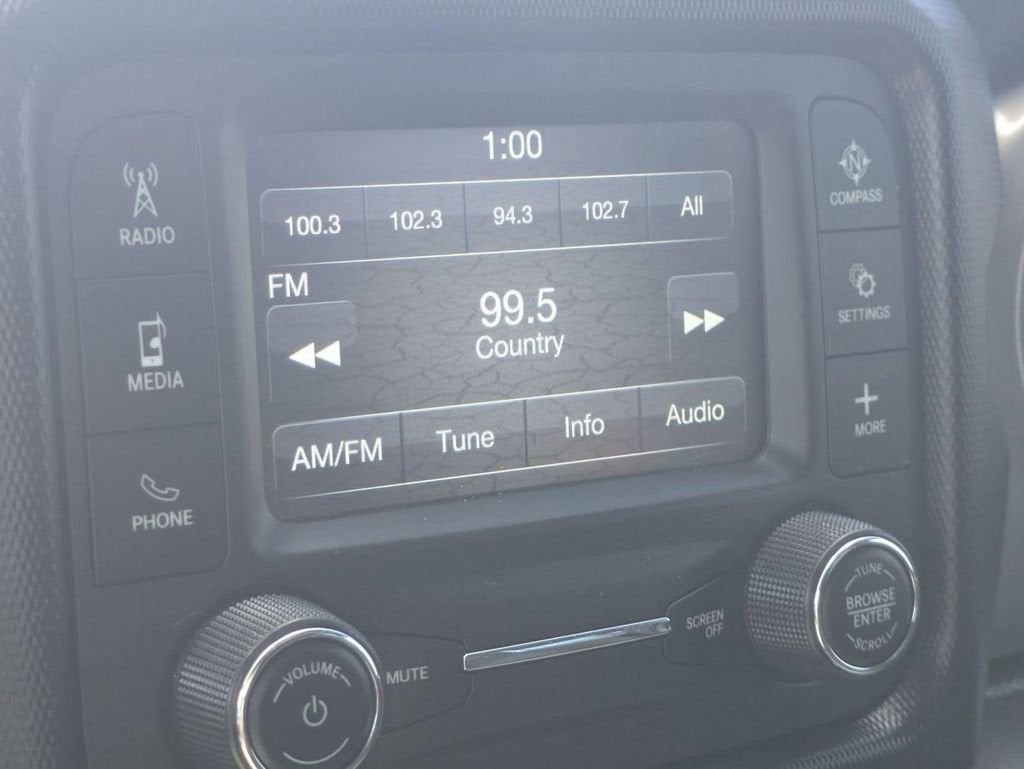 1:00
100.3 102.3 94.3 102.7 All
FM
99.5
Country
AM/FM Tune Info Audio
RADIO
MEDIA
PHONE
N
COMPASS
SETTINGS
MORE
VOLUME
MUTE
SCREEN
OFF
TUNE
BROWSE
ENTER
SCROLL